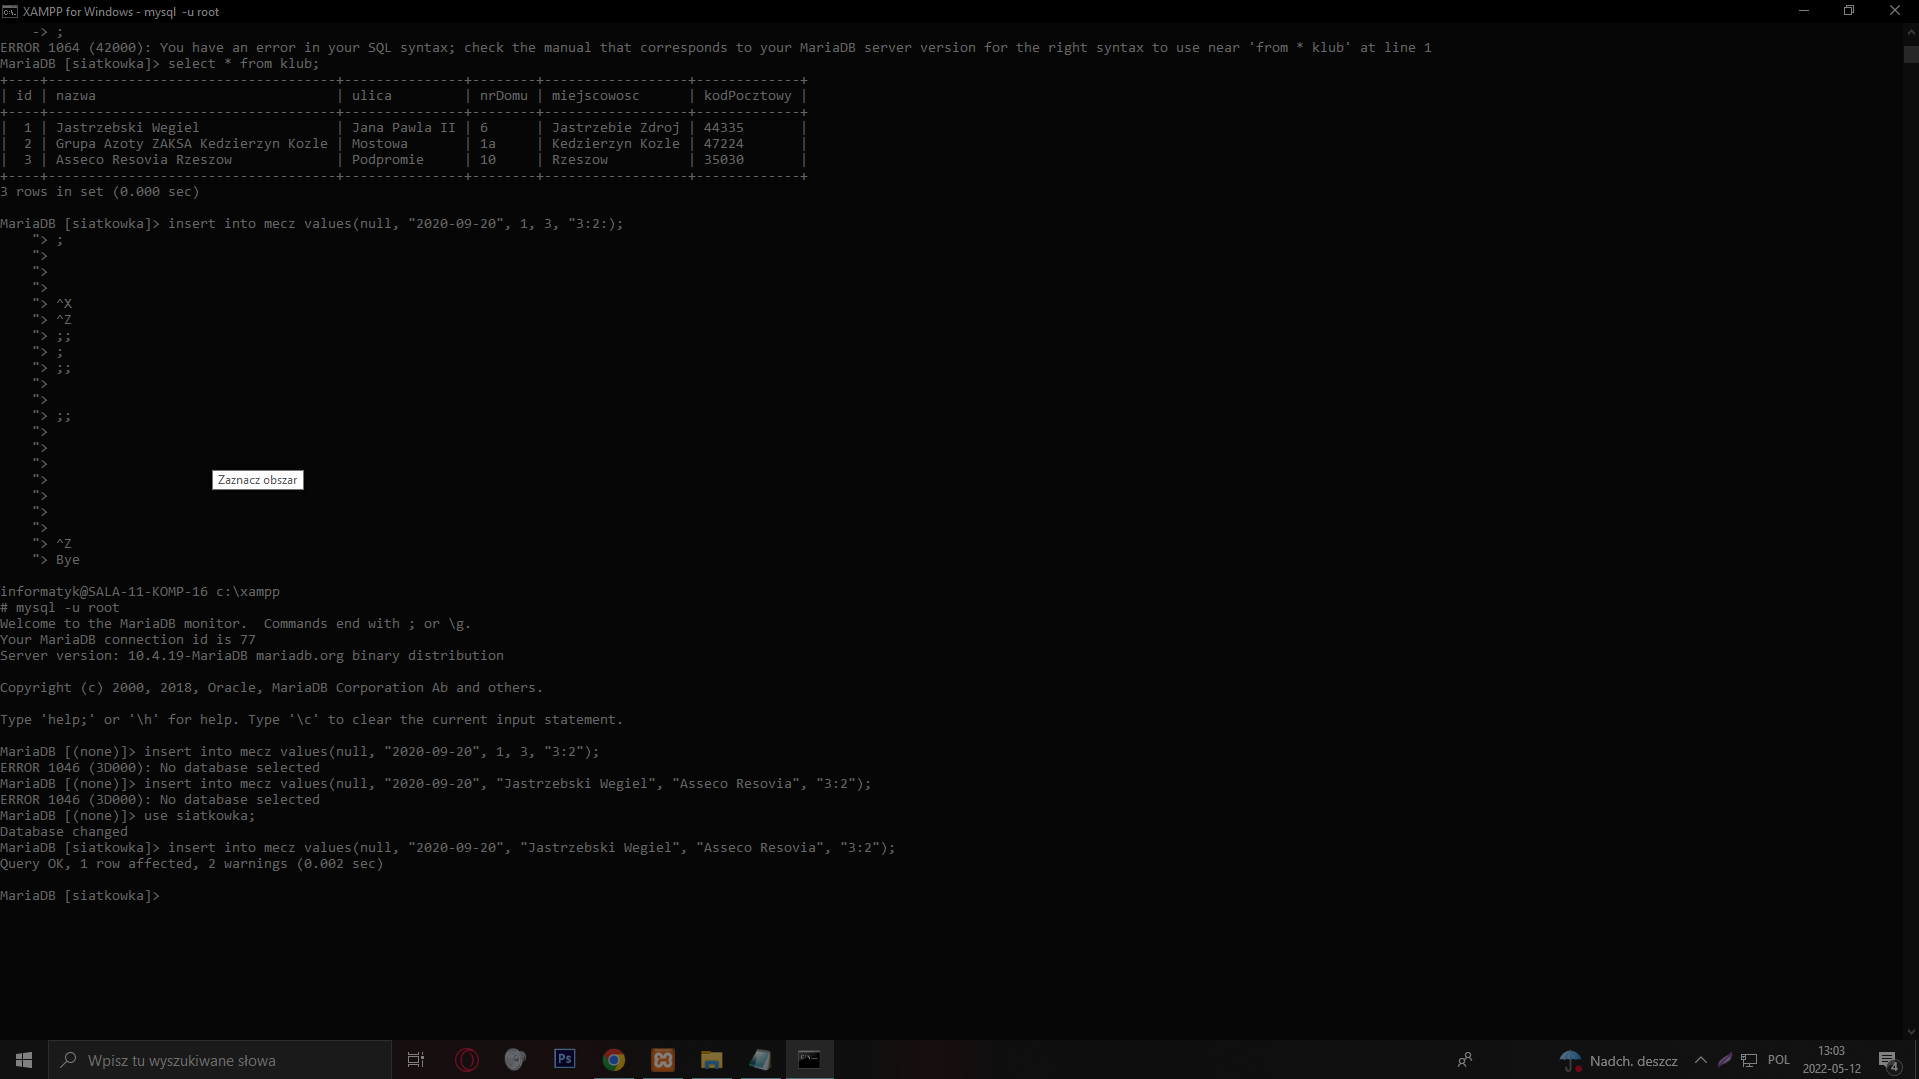 XAMPP for Windows - mysql  -u root
    -> ;
ERROR 1064 (42000): You have an error in your SQL syntax; check the manual that corresponds to your MariaDB server version for the right syntax to use near 'from * klub' at line 1
MariaDB [siatkowka]> select * from klub;
+----+-----------------------------------+---------------+--------+-----------------+-------------+
| id | nazwa                             | ulica         | nrDomu | miejscowosc     | kodPocztowy |
+----+-----------------------------------+---------------+--------+-----------------+-------------+
|  1 | Jastrzebski Wegiel                | Jana Pawla II | 6      | Jastrzebie Zdroj | 44335       |
|  2 | Grupa Azoty ZAKSA Kedzierzyn Kozle | Mostowa       | 1a     | Kedzierzyn Kozle | 47224       |
|  3 | Asseco Resovia Rzeszow            | Podpromie     | 10     | Rzeszow         | 35030       |
+----+-----------------------------------+---------------+--------+-----------------+-------------+
3 rows in set (0.000 sec)
MariaDB [siatkowka]> insert into mecz values(null, "2020-09-20", 1, 3, "3:2:);
    "> ;
    ">
    ">
    ">
    "> ^X
    "> ^Z
    "> ;;
    "> ;
    "> ;;
    ">
    ">
    "> ;;
    ">
    ">
    ">
    ">
Zaznacz obszar
    ">
    ">
    ">
    "> ^Z
    "> Bye
informatyk@SALA-11-KOMP-16 c:\xampp
# mysql -u root
Welcome to the MariaDB monitor.  Commands end with ; or \g.
Your MariaDB connection id is 77
Server version: 10.4.19-MariaDB mariadb.org binary distribution
Copyright (c) 2000, 2018, Oracle, MariaDB Corporation Ab and others.
Type 'help;' or '\h' for help. Type '\c' to clear the current input statement.
MariaDB [(none)]> insert into mecz values(null, "2020-09-20", 1, 3, "3:2");
ERROR 1046 (3D000): No database selected
MariaDB [(none)]> insert into mecz values(null, "2020-09-20", "Jastrzebski Wegiel", "Asseco Resovia", "3:2");
ERROR 1046 (3D000): No database selected
MariaDB [(none)]> use siatkowka;
Database changed
MariaDB [siatkowka]> insert into mecz values(null, "2020-09-20", "Jastrzebski Wegiel", "Asseco Resovia", "3:2");
Query OK, 1 row affected, 2 warnings (0.002 sec)
MariaDB [siatkowka]>
Wpisz tu wyszukiwane słowa
Ps
Nadch. deszcz
POL
13:03
2022-05-12
4